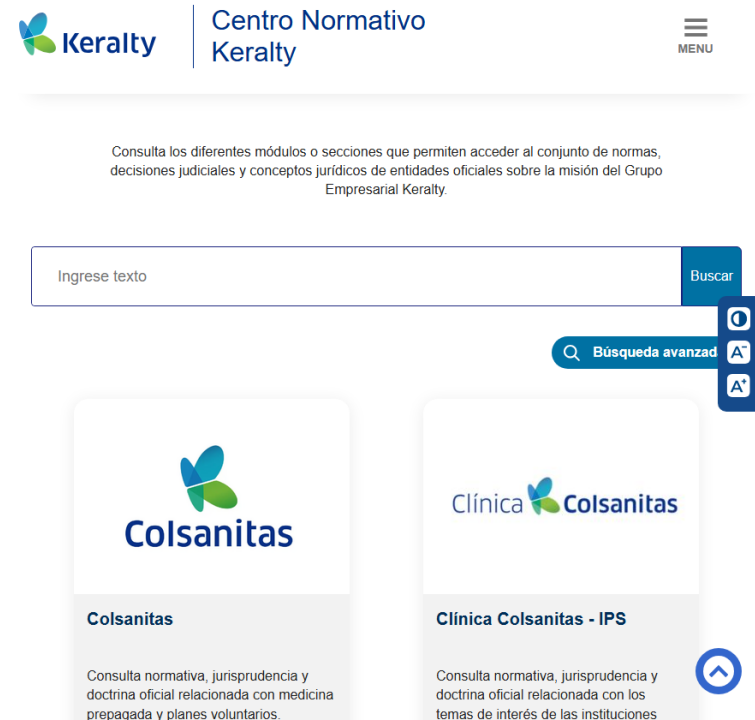 Keralty
Centro Normativo
Keralty
MENU
Consulta los diferentes módulos o secciones que permiten acceder al conjunto de normas,
decisiones judiciales y conceptos jurídicos de entidades oficiales sobre la misión del Grupo
Empresarial Keralty.
Ingrese texto
Buscar
Búsqueda avanzad
A-
A+
Colsanitas
Clínica Colsanitas
Colsanitas
Clínica Colsanitas - IPS
Consulta normativa, jurisprudencia y
doctrina oficial relacionada con medicina
prepagada y planes voluntarios.
Consulta normativa, jurisprudencia y
doctrina oficial relacionada con los
temas de interés de las instituciones